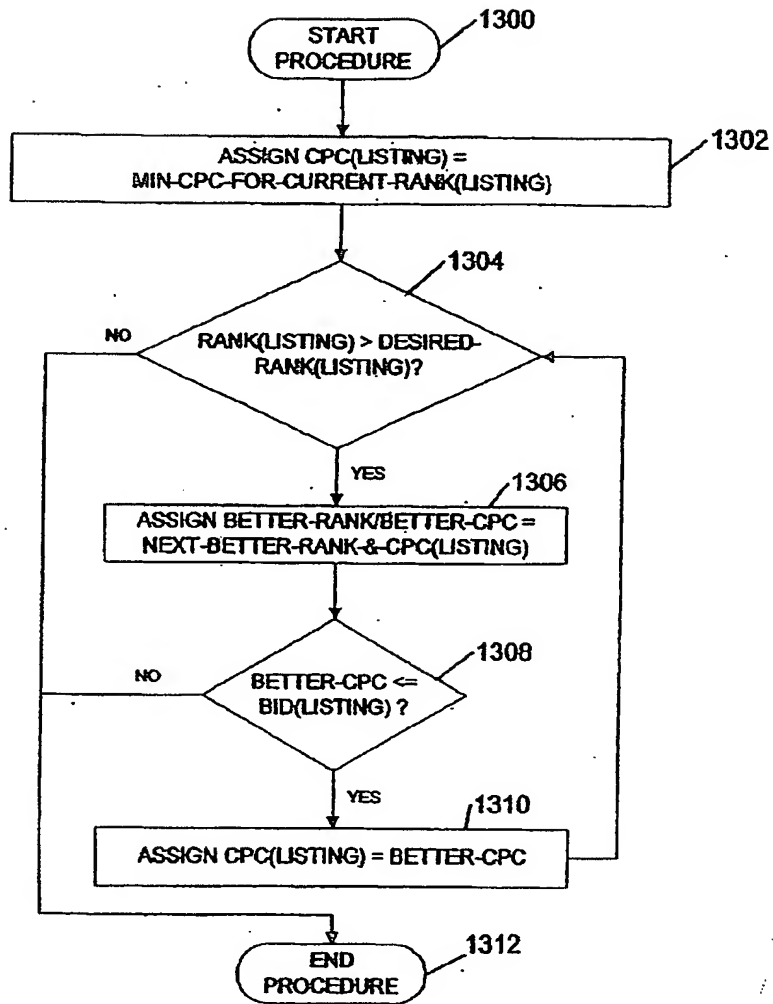 START
PROCEDURE
1300
ASSIGN CPC(LISTING) =
MIN-CPC-FOR-CURRENT-RANK(LISTING)
1302
1304
NO
RANK(LISTING) > DESIRED-
RANK(LISTING)?
YES
1306
ASSIGN BETTER-RANK/BETTER-CPC =
NEXT-BETTER-RANK-&-CPC(LISTING)
1308
NO
BETTER-CPC <=
BID(LISTING) ?
YES
1310
ASSIGN CPC(LISTING) = BETTER-CPC
END
PROCEDURE
1312